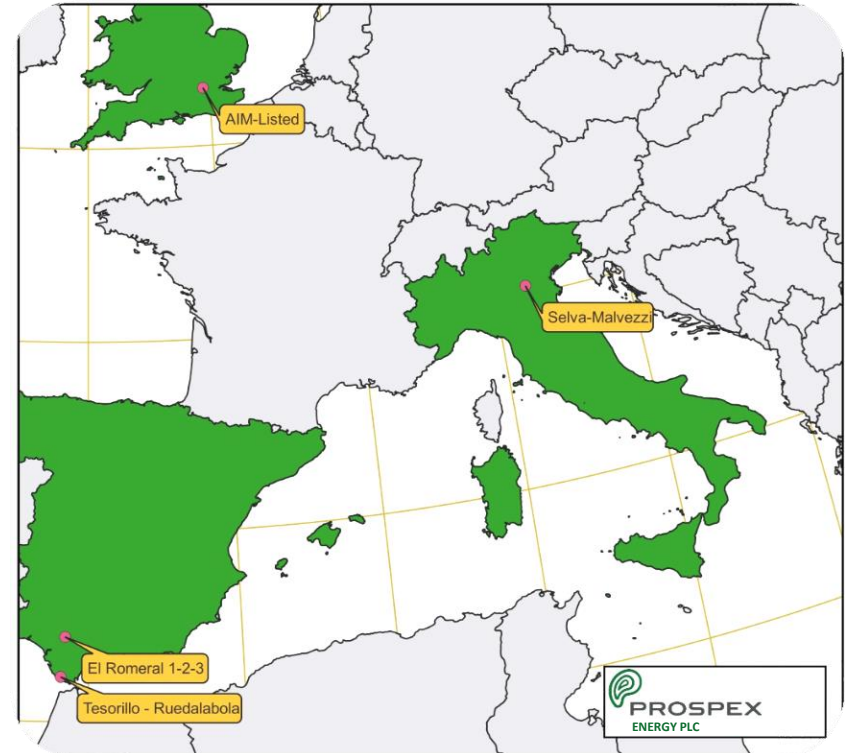 AIM-Listed
Selva-Malvezzi
El Romeral 1-2-3
Tesorillo - Ruedalabola
PROSPEX
ENERGY PLC